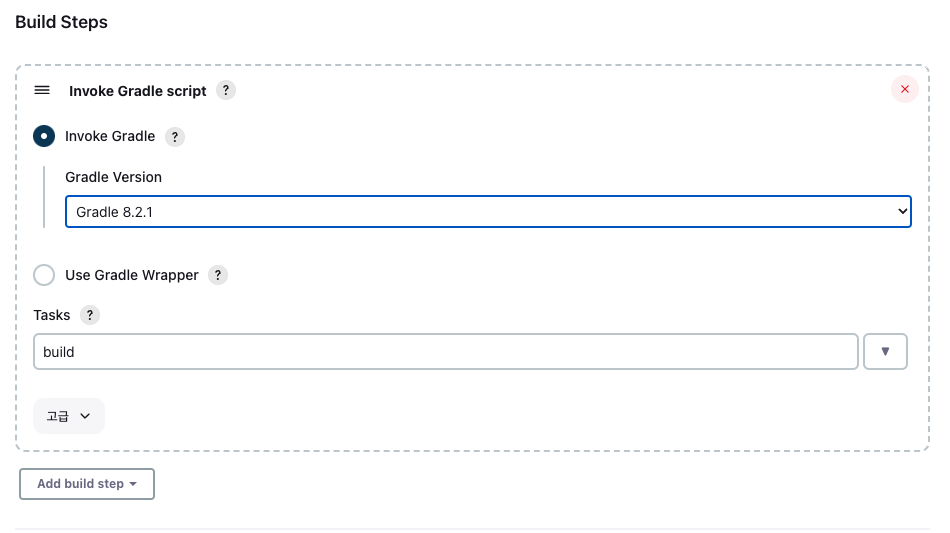 Build Steps
Invoke Gradle script ?
Invoke Gradle ?
Gradle Version
Gradle 8.2.1
Use Gradle Wrapper ?
Tasks ?
build
고급
Add build step